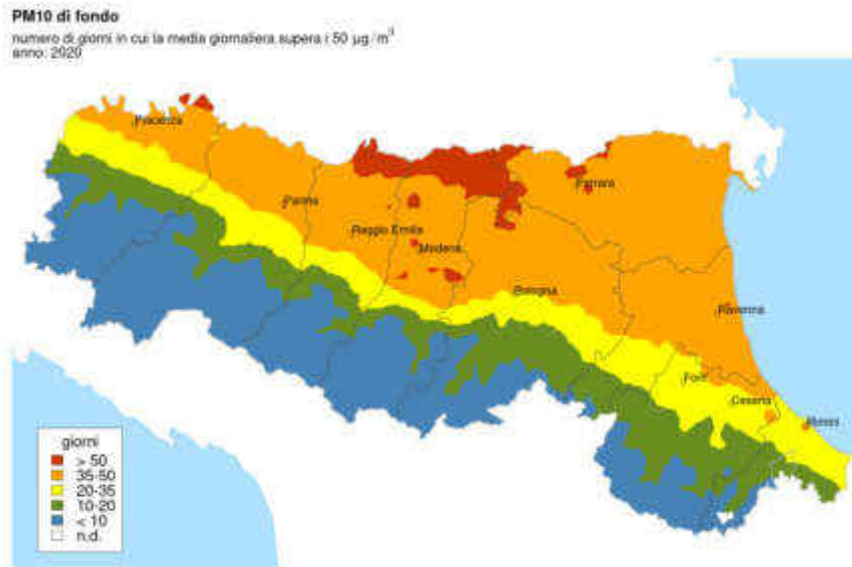 PM10 di fondo
numero di giorni in cui la media giornaliera supera i 50 µg/m³
anno: 2020
Piacenza
Parma
Reggio Emilia
Modena
Ferrara
Bologna
Ravenna
Forlì
Cesena
Rimini
giorni
> 50
35-50
20-35
10-20
< 10
n.d.